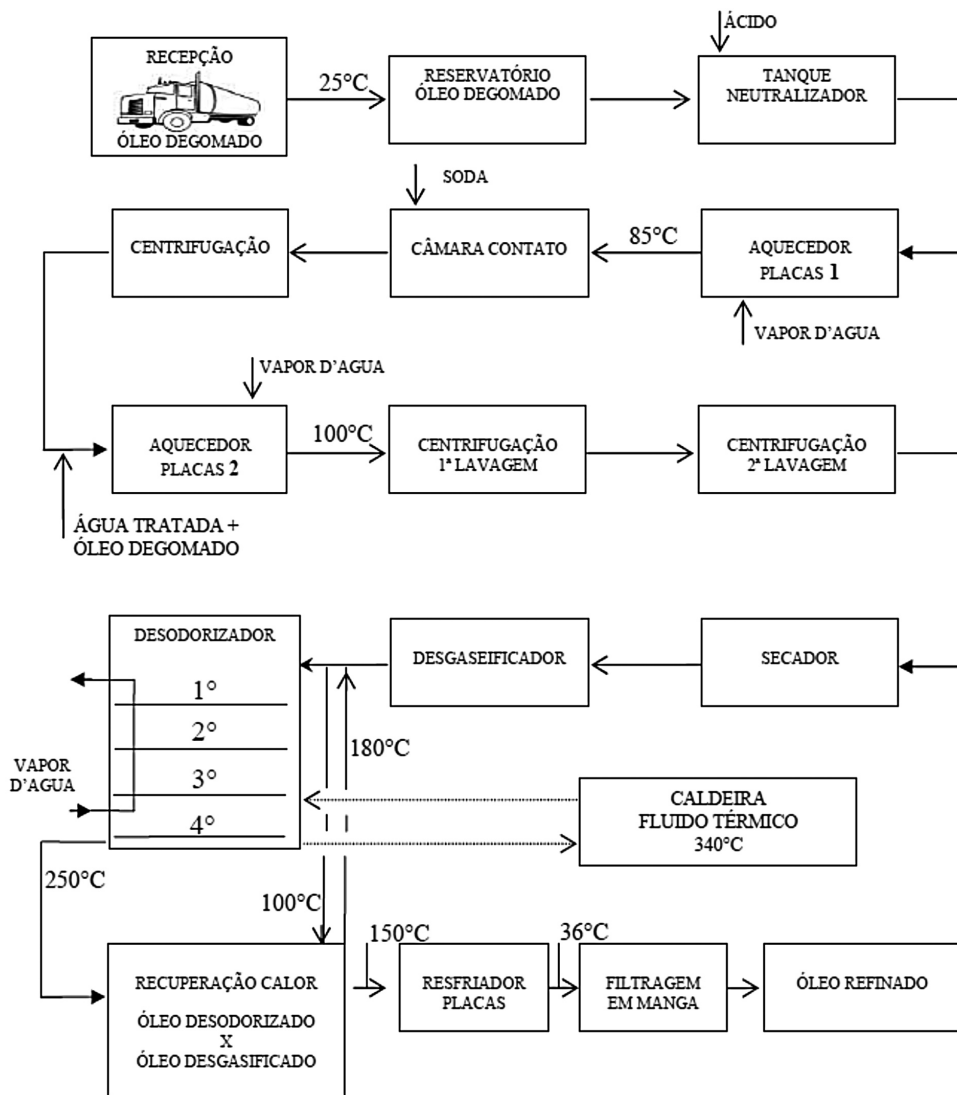 RECEPÇÃO
ÓLEO DEGOMADO
25°C
RESERVATÓRIO
ÓLEO DEGOMADO
ÁCIDO
TANQUE
NEUTRALIZADOR
CENTRIFUGAÇÃO
SODA
CÂMARA CONTATO
85°C
AQUECEDOR
PLACAS 1
VAPOR D'AGUA
VAPOR D'AGUA
AQUECEDOR
PLACAS 2
100°C
CENTRIFUGAÇÃO
1ª LAVAGEM
CENTRIFUGAÇÃO
2ª LAVAGEM
ÁGUA TRATADA +
ÓLEO DEGOMADO
DESODORIZADOR
1°
2°
3°
4°
VAPOR
D'AGUA
DESGASEIFICADOR
SECADOR
180°C
CALDEIRA
FLUIDO TÉRMICO
340°C
250°C
100°C
RECUPERAÇÃO CALOR
ÓLEO DESODORIZADO
X
ÓLEO DESGASIFICADO
150°C
RESFRIADOR
PLACAS
36°C
FILTRAGEM
EM MANGA
ÓLEO REFINADO